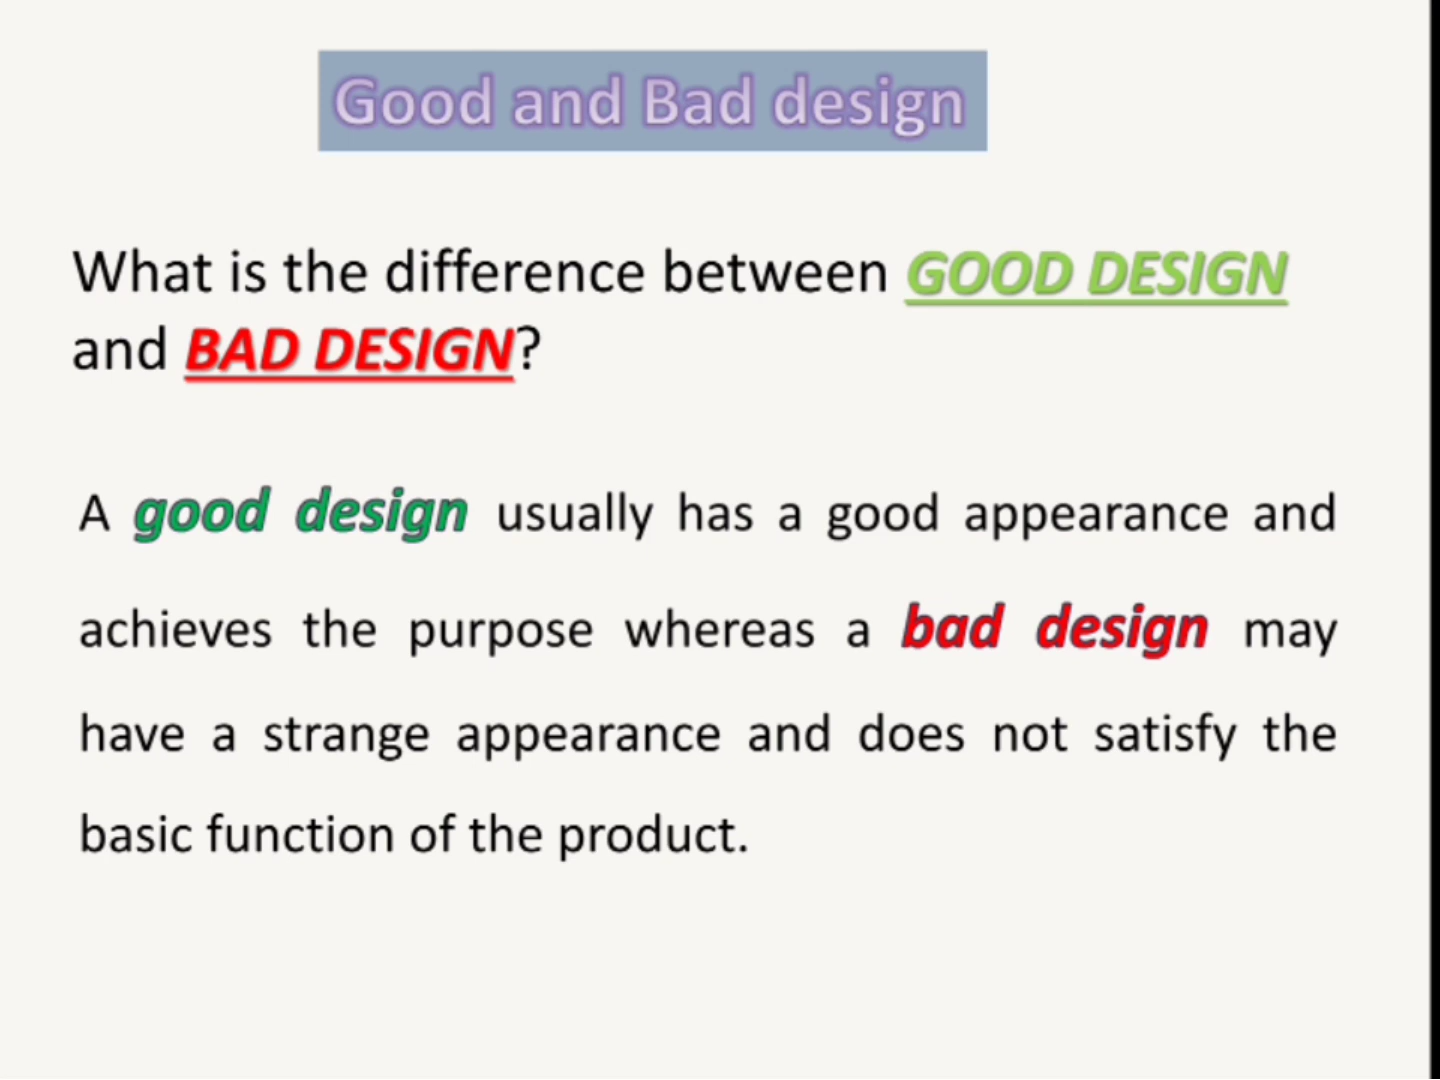 Good and Bad design
What is the difference between GOOD DESIGN
and BAD DESIGN?
A good design usually has a good appearance and
achieves the purpose whereas a bad design may
have a strange appearance and does not satisfy the
basic function of the product.